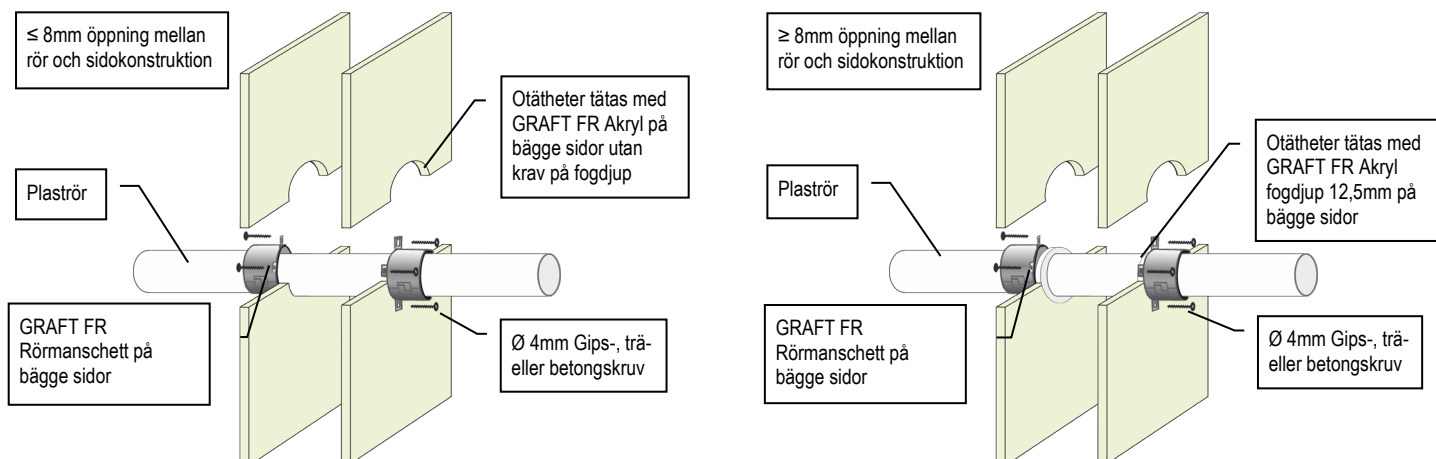 ≤ 8mm öppning mellan
rör och sidokonstruktion
Otätheter tätas med
GRAFT FR Akryl på
bägge sidor utan
krav på fogdjup
Plaströr
GRAFT FR
Rörmanschett på
bägge sidor
Ø 4mm Gips-, trä-
eller betongskruv
≥ 8mm öppning mellan
rör och sidokonstruktion
Otätheter tätas med
GRAFT FR Akryl
fogdjup 12,5mm på
bägge sidor
Plaströr
GRAFT FR
Rörmanschett på
bägge sidor
Ø 4mm Gips-, trä-
eller betongskruv